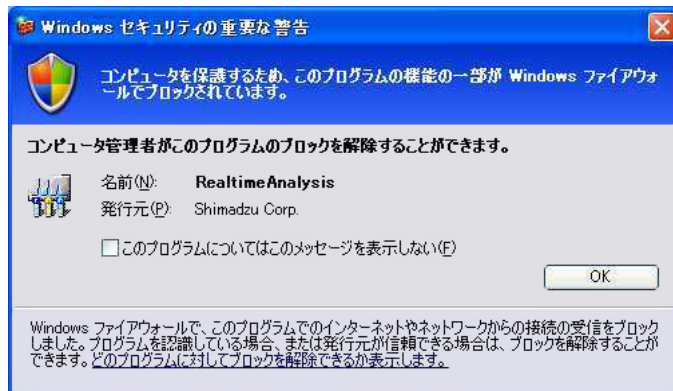 Windows セキュリティの重要な警告
コンピュータを保護するため、このプログラムの機能の一部が Windows ファイアウォ
ールでブロックされています。
コンピュータ管理者がこのプログラムのブロックを解除することができます。
名前(N): RealtimeAnalysis
発行元(P): Shimadzu Corp.
このプログラムについてはこのメッセージを表示しない(F)
OK
Windows ファイアウォールで、このプログラムでのインターネットやネットワークからの接続の受信をブロック
しました。プログラムを認識している場合、または発行元が信頼できる場合は、ブロックを解除することが
できます。どのプログラムに対してブロックを解除できるか表示します。